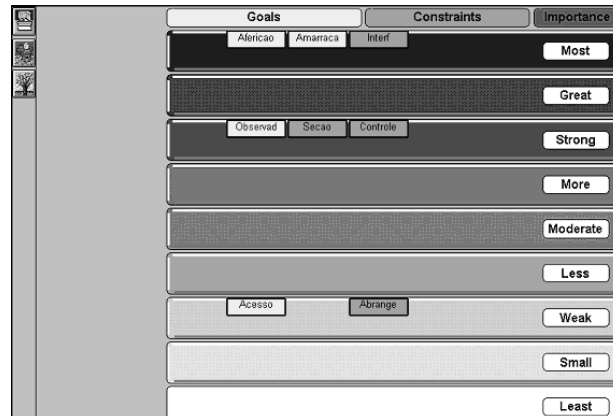 Goals Constraints Importance
Afericao Amarraca Interf
Most
Great
Observad Secao Controle
Strong
More
Moderate
Less
Acesso Abrange
Weak
Small
Least